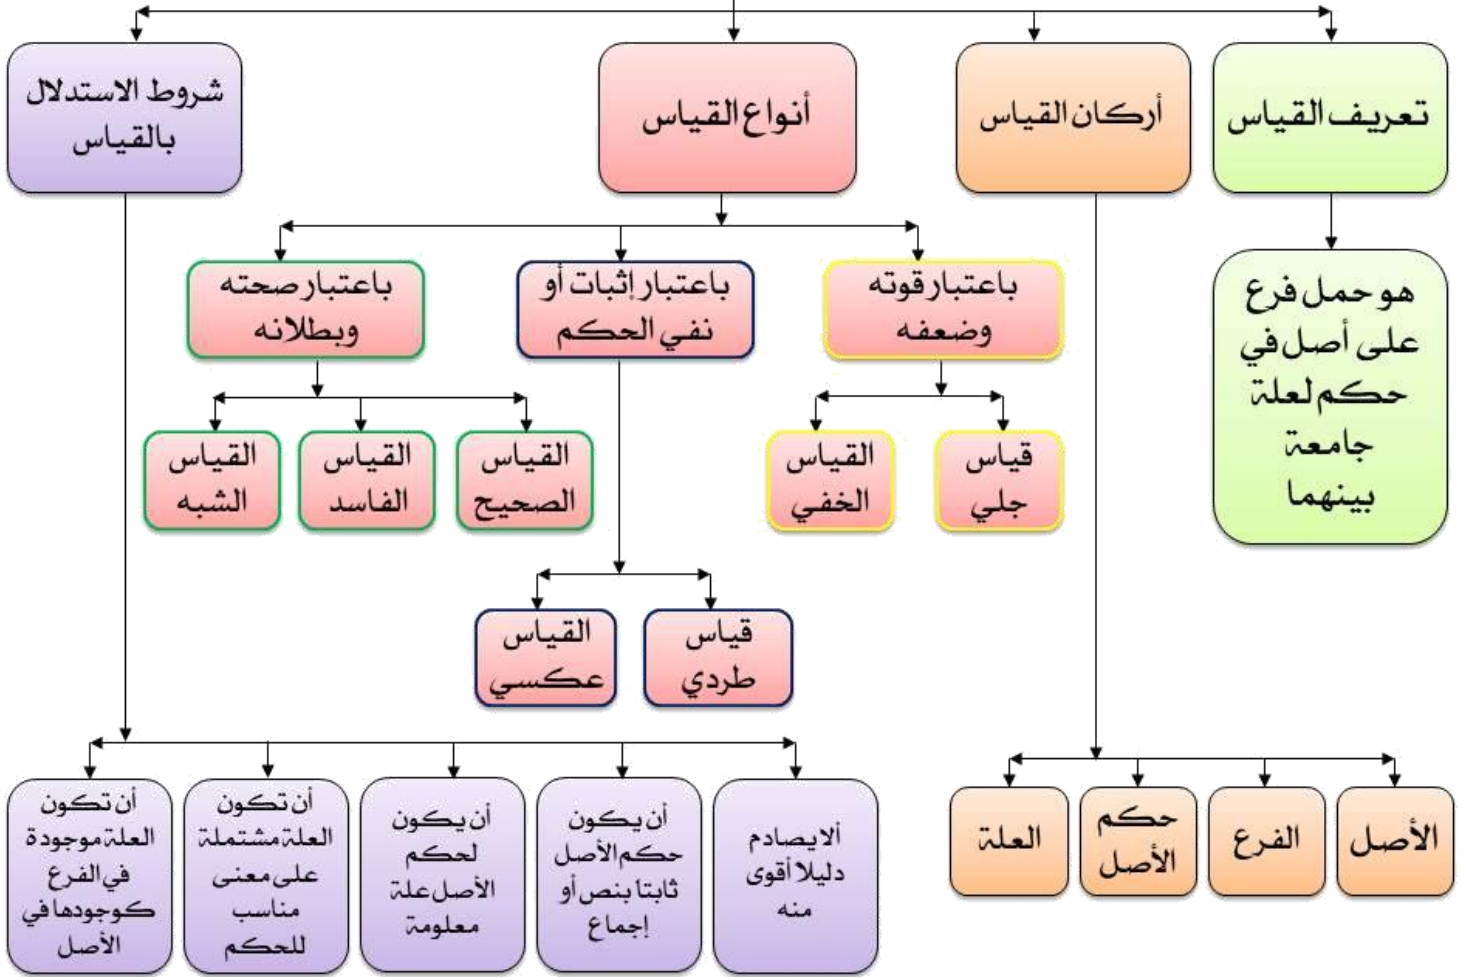 تعريف القياس
أركان القياس
أنواع القياس
شروط الاستدلال
بالقياس
هو حمل فرع
على أصل في
حكم لعلة
جامعة
بينهما
باعتبار قوته
وضعفه
باعتبار إثبات أو
نفي الحكم
باعتبار صحته
وبطلانه
قياس
جلي
القياس
الخفي
القياس
الصحيح
القياس
الفاسد
القياس
الشبه
قياس
طردي
القياس
عكسي
الأصل
الفرع
حكم
الأصل
العلة
ألا يصادم
دليلا أقوى
منه
أن يكون
حكم الأصل
ثابتا بنص أو
إجماع
أن يكون
لحكم
الأصل علة
معلومة
أن تكون
العلة مشتملة
على معنى
مناسب
للحكم
أن تكون
العلة موجودة
في الفرع
كوجودها في
الأصل